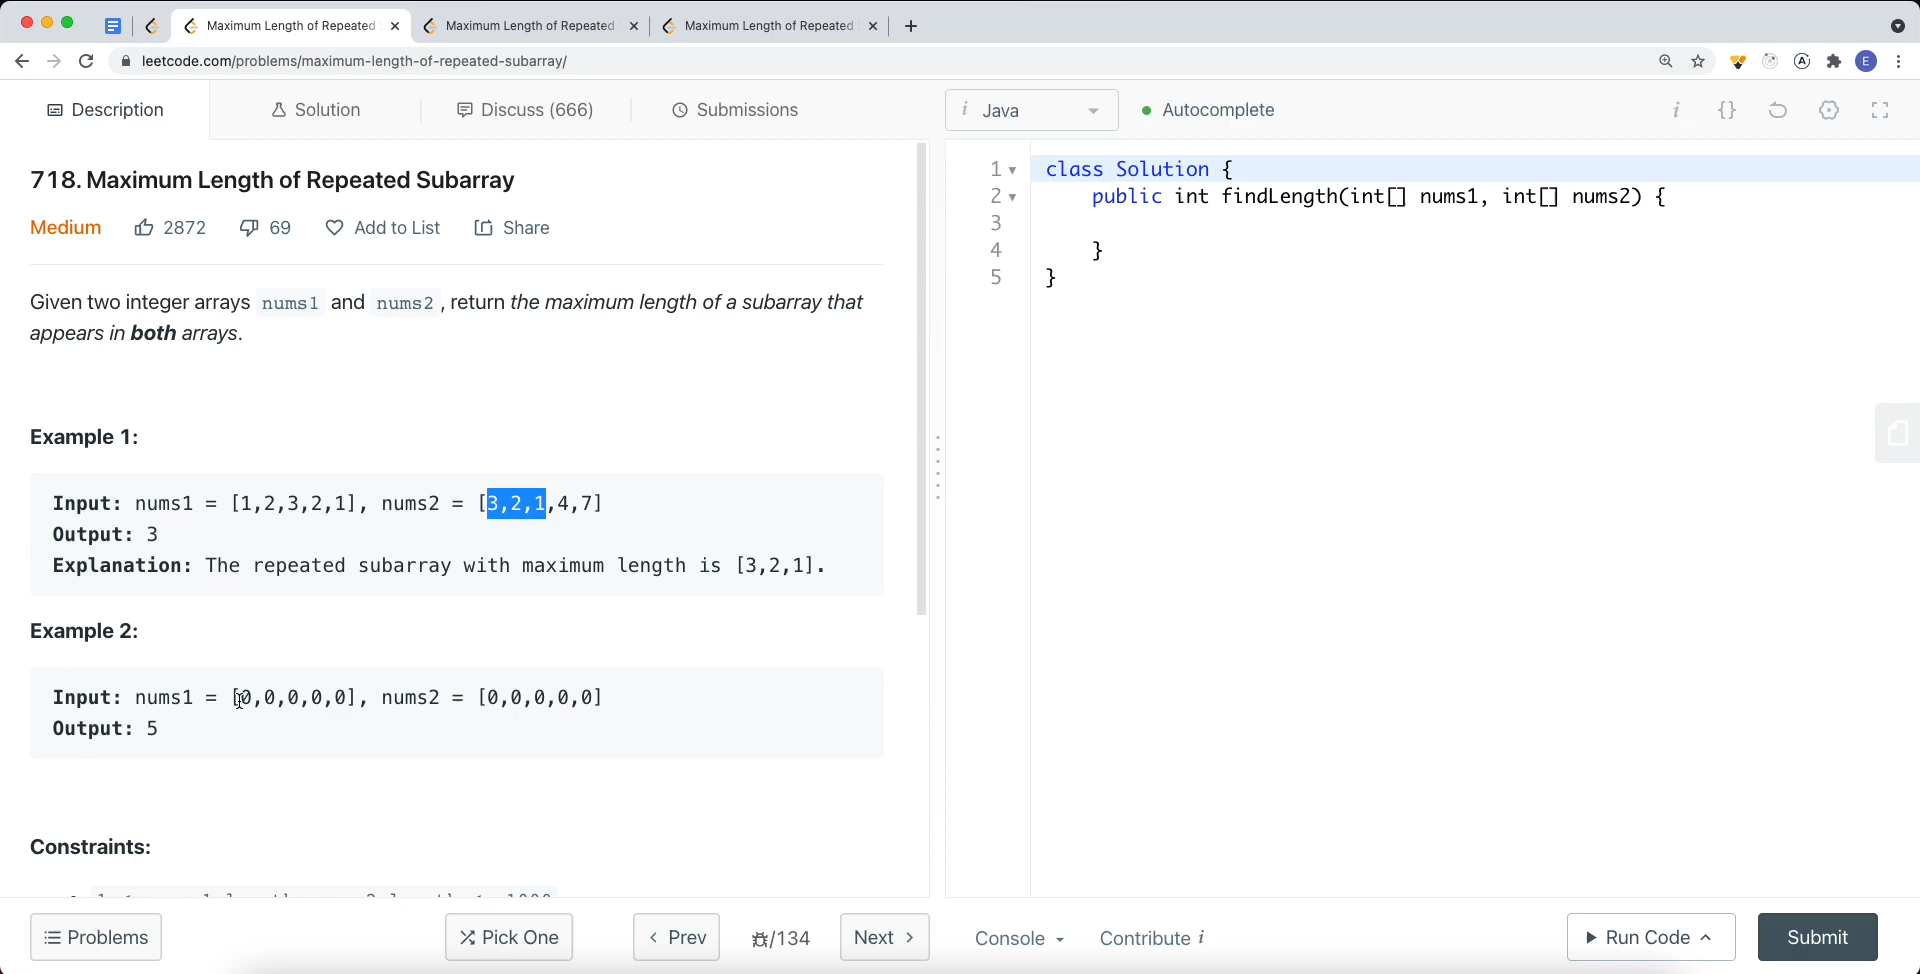 Maximum Length of Repeated
Maximum Length of Repeated
Maximum Length of Repeated
leetcode.com/problems/maximum-length-of-repeated-subarray/
E
Description
Solution
Discuss (666)
Submissions
i Java
Autocomplete
i {}
718. Maximum Length of Repeated Subarray
Medium 2872 69 Add to List Share
Given two integer arrays nums1 and nums2, return the maximum length of a subarray that
appears in both arrays.
Example 1:
Input: nums1 = [1,2,3,2,1], nums2 = [3,2,1,4,7]
Output: 3
Explanation: The repeated subarray with maximum length is [3,2,1].
Example 2:
Input: nums1 = [0,0,0,0,0], nums2 = [0,0,0,0,0]
Output: 5
Constraints:
1 class Solution {
2 public int findLength(int[] nums1, int[] nums2) {
3
4 }
5 }
Problems
Pick One
< Prev
/134
Next >
Console
Contribute i
Run Code
Submit